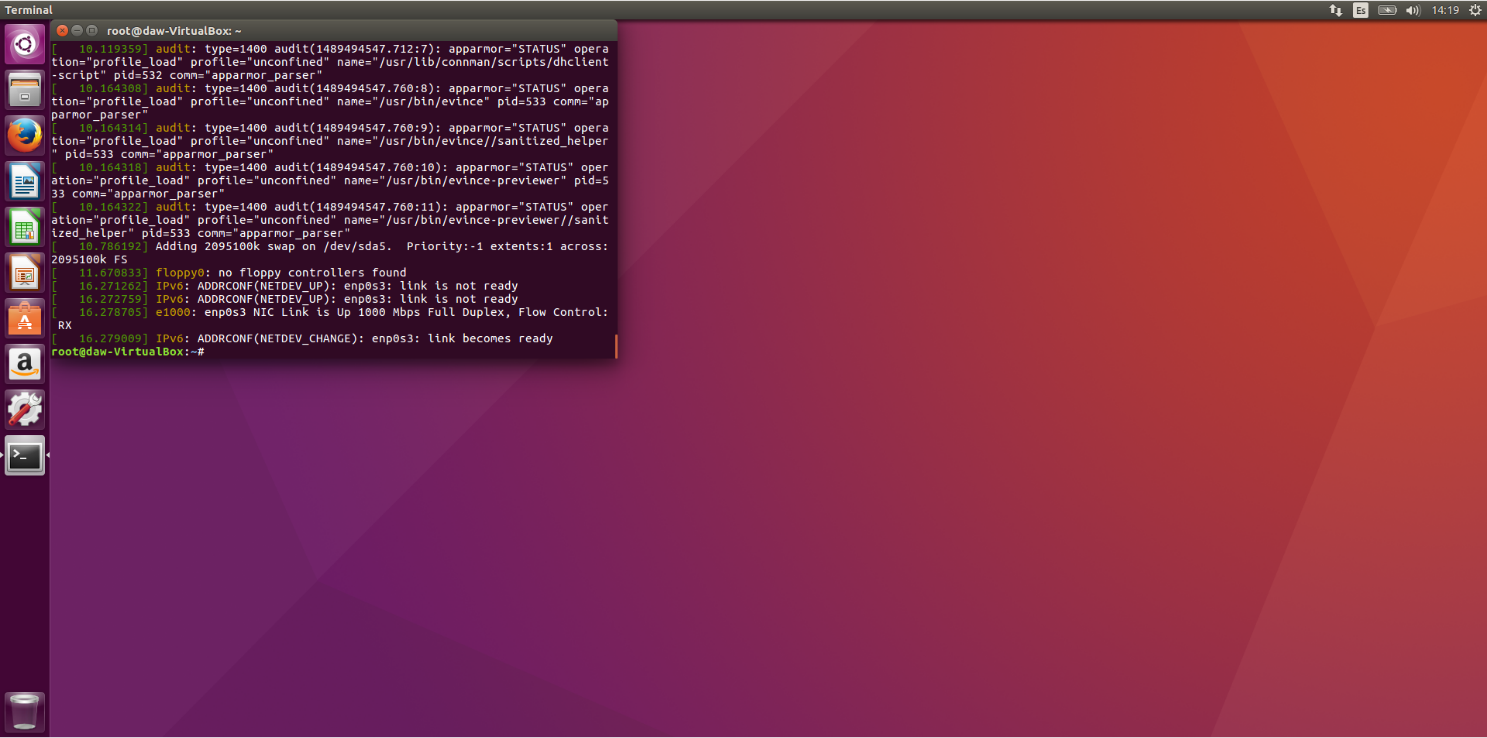 Terminal
Es
14:19
root@daw-VirtualBox: ~
[   10.119359] audit: type=1400 audit(1489494547.712:7): apparmor="STATUS" opera
tion="profile_load" profile="unconfined" name="/usr/lib/connman/scripts/dhclient
-script" pid=532 comm="apparmor_parser"
[   10.164308] audit: type=1400 audit(1489494547.760:8): apparmor="STATUS" opera
tion="profile_load" profile="unconfined" name="/usr/bin/evince" pid=533 comm="ap
parmor_parser"
[   10.164314] audit: type=1400 audit(1489494547.760:9): apparmor="STATUS" opera
tion="profile_load" profile="unconfined" name="/usr/bin/evince//sanitized_helper
" pid=533 comm="apparmor_parser"
[   10.164318] audit: type=1400 audit(1489494547.760:10): apparmor="STATUS" oper
ation="profile_load" profile="unconfined" name="/usr/bin/evince-previewer" pid=5
33 comm="apparmor_parser"
[   10.164322] audit: type=1400 audit(1489494547.760:11): apparmor="STATUS" oper
ation="profile_load" profile="unconfined" name="/usr/bin/evince-previewer//sanit
ized_helper" pid=533 comm="apparmor_parser"
[   10.786192] Adding 2095100k swap on /dev/sda5.  Priority:-1 extents:1 across:
2095100k FS
[   11.670833] floppy0: no floppy controllers found
[   16.271262] IPv6: ADDRCONF(NETDEV_UP): enp0s3: link is not ready
[   16.272759] IPv6: ADDRCONF(NETDEV_UP): enp0s3: link is not ready
[   16.278705] e1000: enp0s3 NIC Link is Up 1000 Mbps Full Duplex, Flow Control:
 RX
[   16.279009] IPv6: ADDRCONF(NETDEV_CHANGE): enp0s3: link becomes ready
root@daw-VirtualBox:~#
a